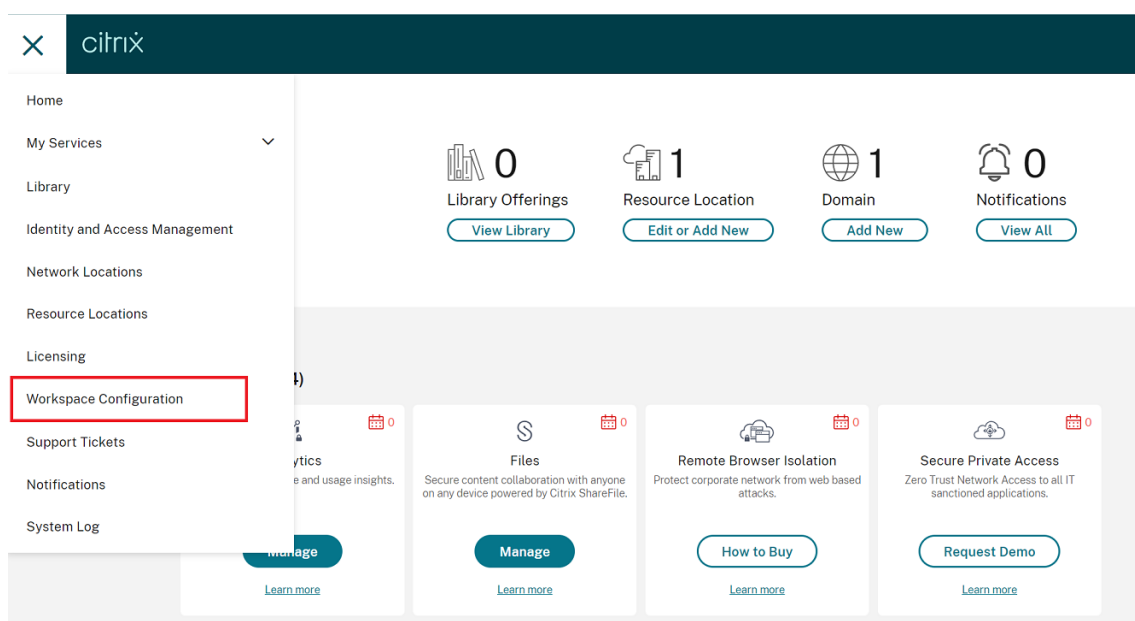 citrix
Home
My Services
Library
Identity and Access Management
Network Locations
Resource Locations
Licensing
Workspace Configuration
Support Tickets
Notifications
System Log
0
Library Offerings
View Library
1
Resource Location
Edit or Add New
1
Domain
Add New
0
Notifications
View All
4)
0
ytics
e and usage insights.
Manage
Learn more
0
Files
Secure content collaboration with anyone
on any device powered by Citrix ShareFile.
Manage
Learn more
0
Remote Browser Isolation
Protect corporate network from web based
attacks.
How to Buy
Learn more
0
Secure Private Access
Zero Trust Network Access to all IT
sanctioned applications.
Request Demo
Learn more